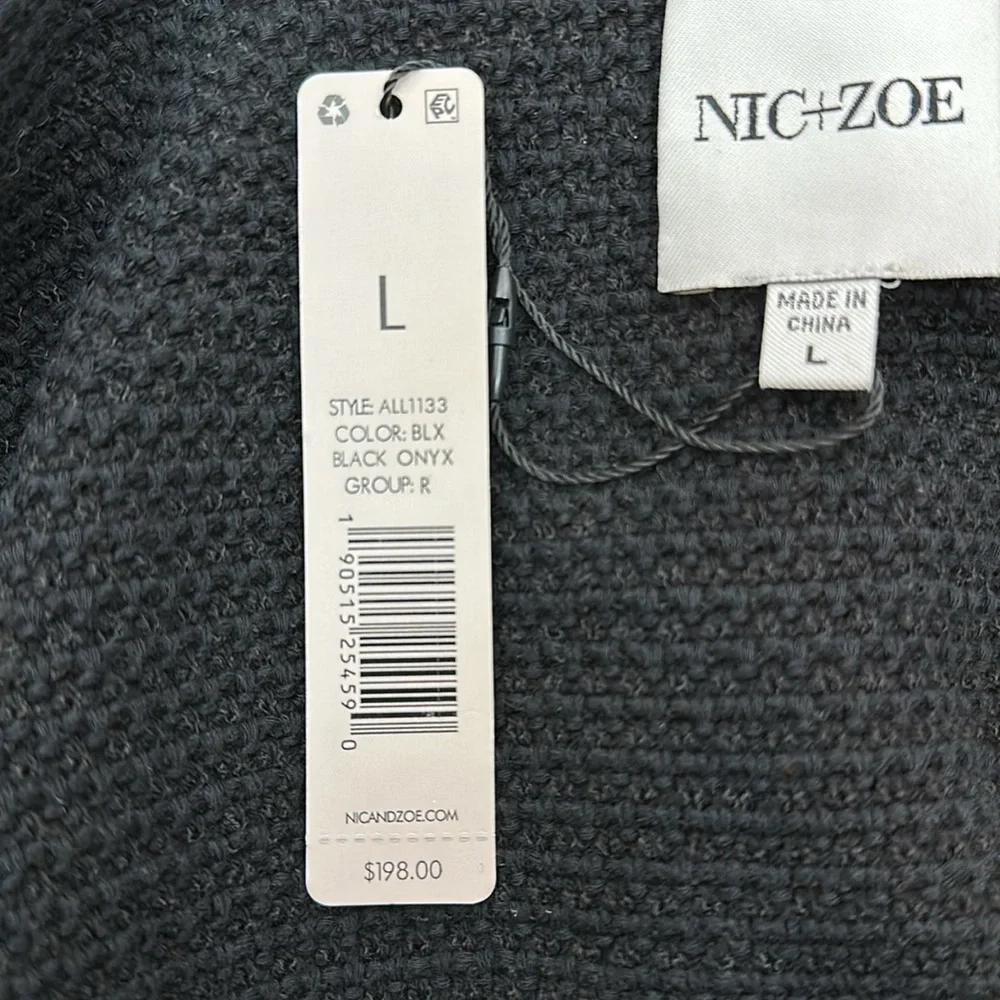 L
STYLE: ALL1133
COLOR: BLX
BLACK ONYX
GROUP: R
1 90515 25459 0
NICANDZOE.COM
$198.00
NIC+ZOE
MADE IN
CHINA
L